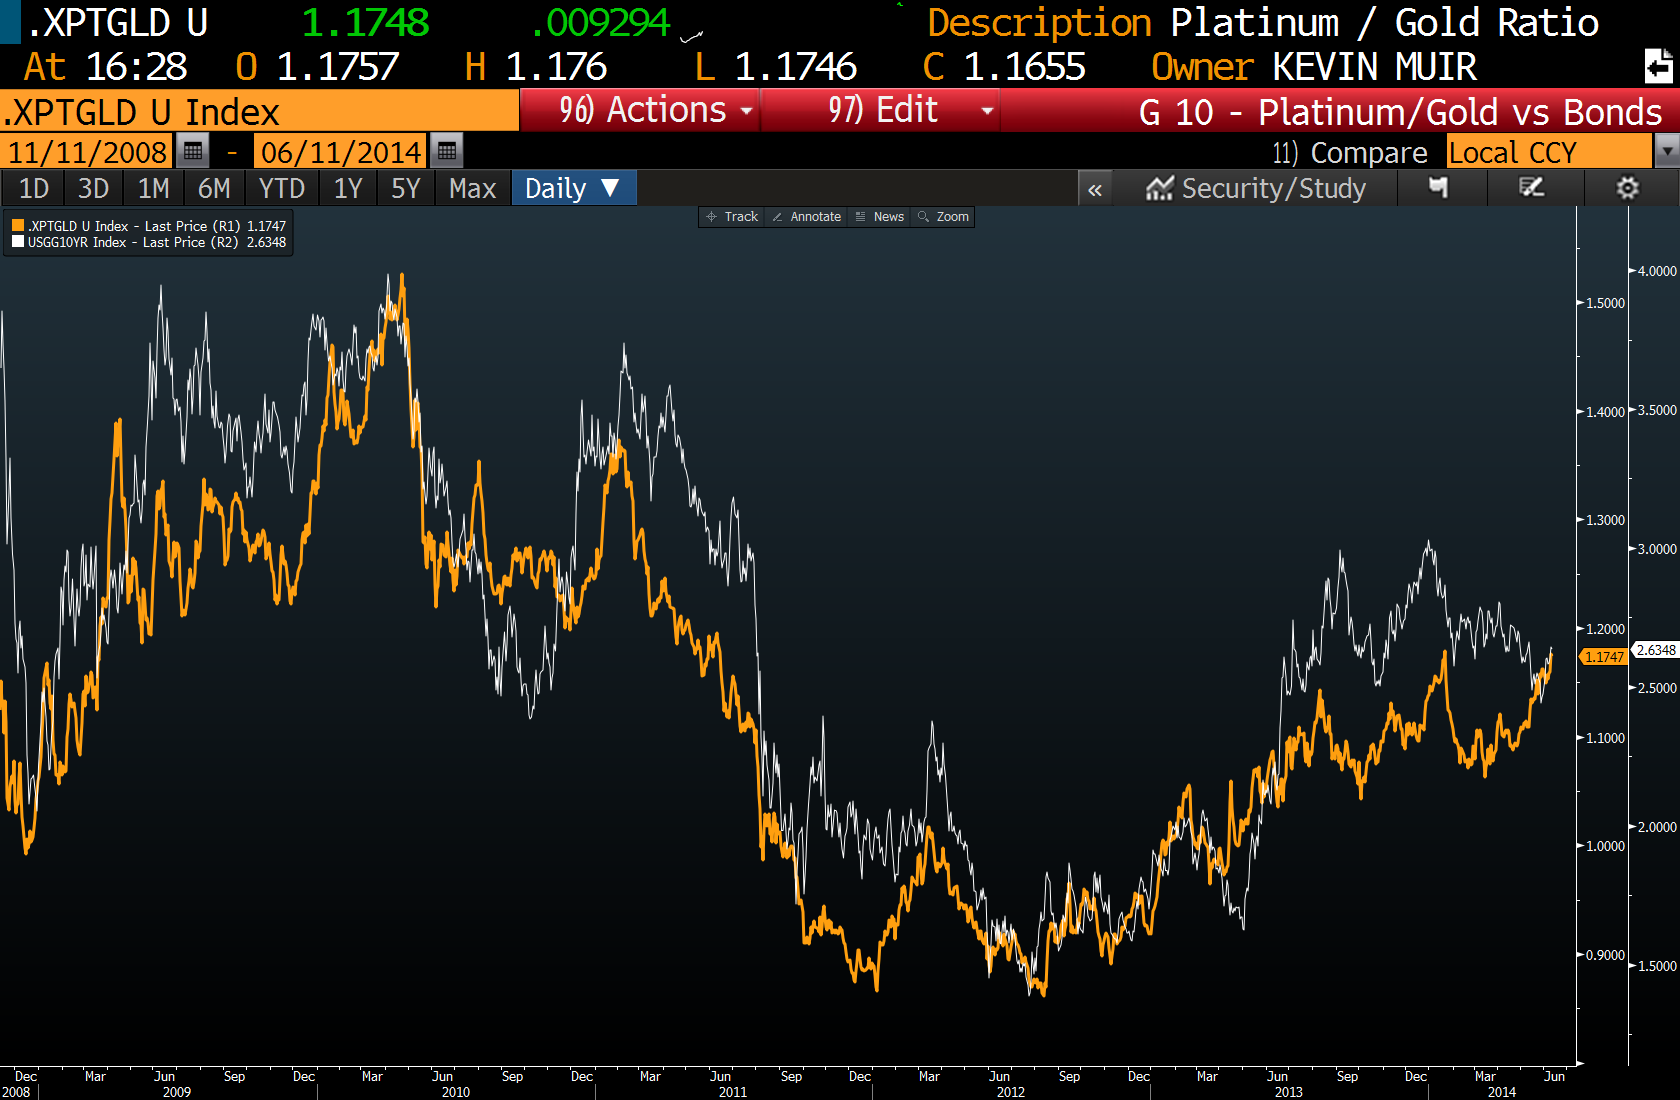 .XPTGLD U 1.1748 .009294 Description Platinum / Gold Ratio
At 16:28 O 1.1757 H 1.176 L 1.1746 C 1.1655 Owner KEVIN MUIR
.XPTGLD U Index 96) Actions 97) Edit G 10 - Platinum/Gold vs Bonds
11/11/2008 - 06/11/2014 11) Compare Local CCY
1D 3D 1M 6M YTD 1Y 5Y Max Daily ▼ « Security/Study
Track Annotate News Zoom
.XPTGLD U Index - Last Price (R1) 1.1747
USGG10YR Index - Last Price (R2) 2.6348
4.0000
1.5000
1.4000 3.5000
1.3000
3.0000
1.2000
1.1747 2.6348
2.5000
1.1000
2.0000
1.0000
0.9000
1.5000
Dec Mar Jun Sep Dec Mar Jun Sep Dec Mar Jun Sep Dec Mar Jun Sep Dec Mar Jun Sep Dec Mar Jun
2008 2009 2010 2011 2012 2013 2014